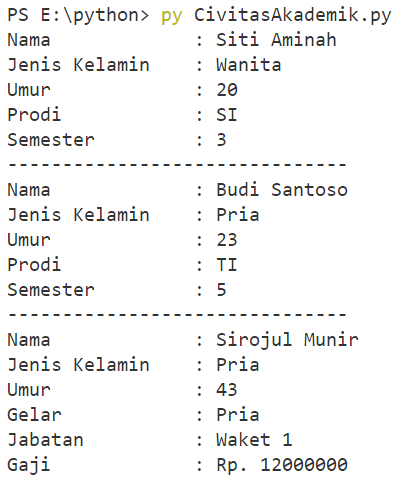 PS E:\python> py CivitasAkademik.py
Nama             : Siti Aminah
Jenis Kelamin    : Wanita
Umur             : 20
Prodi            : SI
Semester         : 3
-------------------------------
Nama             : Budi Santoso
Jenis Kelamin    : Pria
Umur             : 23
Prodi            : TI
Semester         : 5
-------------------------------
Nama             : Sirojul Munir
Jenis Kelamin    : Pria
Umur             : 43
Gelar            : Pria
Jabatan          : Waket 1
Gaji             : Rp. 12000000